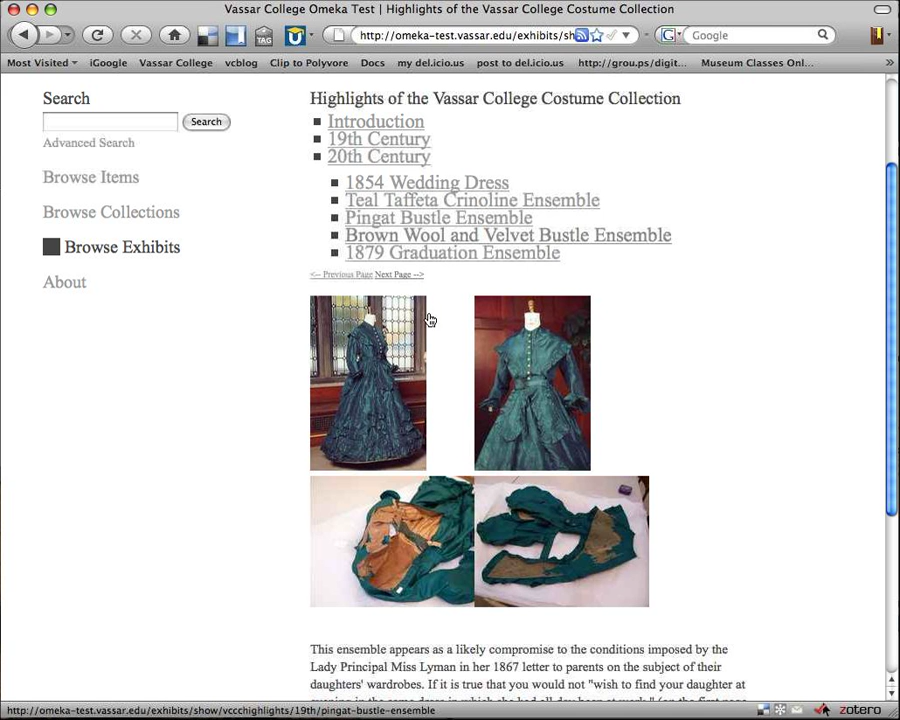 Vassar College Omeka Test | Highlights of the Vassar College Costume Collection
TAG
http://omeka-test.vassar.edu/exhibits/sh
G
Google
Most Visited
iGoogle
Vassar College
vcblog
Clip to Polyvore
Docs
my del.icio.us
post to del.icio.us
http://grou.ps/digit...
Museum Classes Onl...
»
Search
Search
Advanced Search
Browse Items
Browse Collections
Browse Exhibits
About
Highlights of the Vassar College Costume Collection
Introduction
19th Century
20th Century
1854 Wedding Dress
Teal Taffeta Crinoline Ensemble
Pingat Bustle Ensemble
Brown Wool and Velvet Bustle Ensemble
1879 Graduation Ensemble
<-- Previous Page Next Page -->
This ensemble appears as a likely compromise to the conditions imposed by the
Lady Principal Miss Lyman in her 1867 letter to parents on the subject of their
daughters' wardrobes. If it is true that you would not "wish to find your daughter at
http://omeka-test.vassar.edu/exhibits/show/vccchighlights/19th/pingat-bustle-ensemble
zotero